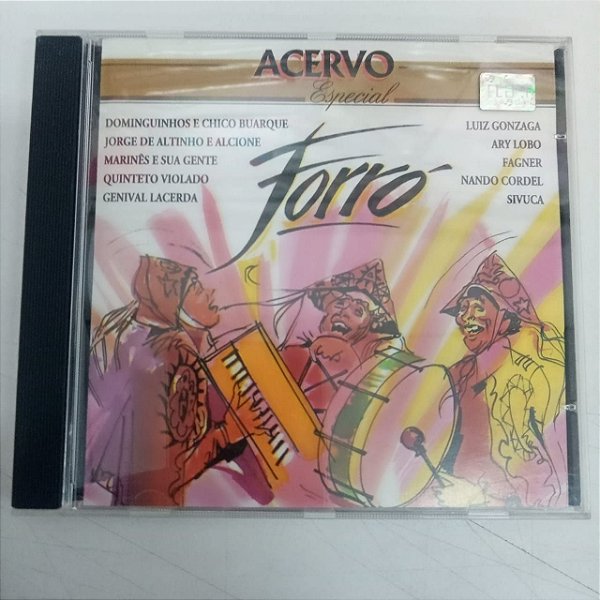 ACERVO
Especial
DOMINGUINHOS E CHICO BUARQUE
JORGE DE ALTINHO E ALCIONE
MARINÊS E SUA GENTE
QUINTETO VIOLADO
GENIVAL LACERDA
LUIZ GONZAGA
ARY LOBO
FAGNER
NANDO CORDEL
SIVUCA
Forró